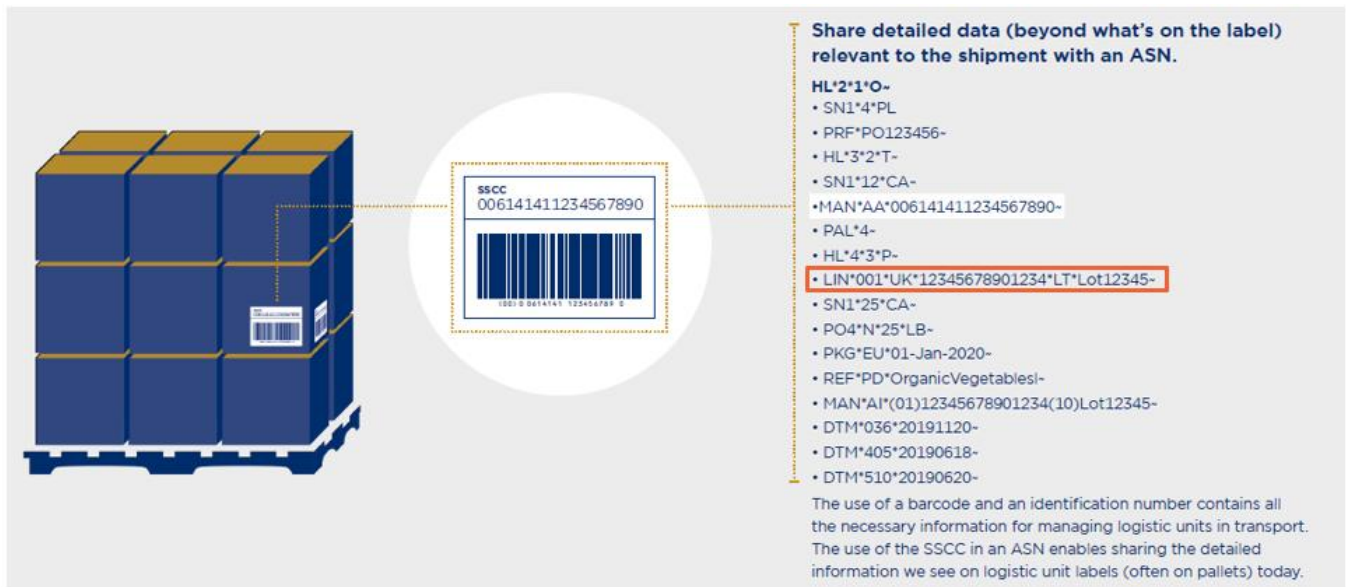 Share detailed data (beyond what's on the label)
relevant to the shipment with an ASN.
HL*2*1*O~
• SN1*4*PL
• PRF*PO123456~
• HL*3*2*T~
• SN1*12*CA~
•MAN*AA*006141411234567890~
• PAL*4~
• HL*4*3*P~
• LIN*001*UK*12345678901234*LT*Lot12345~
• SN1*25*CA~
• PO4*N*25*LB~
• PKG*EU*01-Jan-2020~
• REF*PD*OrganicVegetablesl~
• MAN*AI*(01)12345678901234(10)Lot12345~
• DTM*036*20191120~
• DTM*405*20190618~
• DTM*510*20190620~
The use of a barcode and an identification number contains all
the necessary information for managing logistic units in transport.
The use of the SSCC in an ASN enables sharing the detailed
information we see on logistic unit labels (often on pallets) today.
SSCC
006141411234567890
(00) 0 0614141 123456789 0